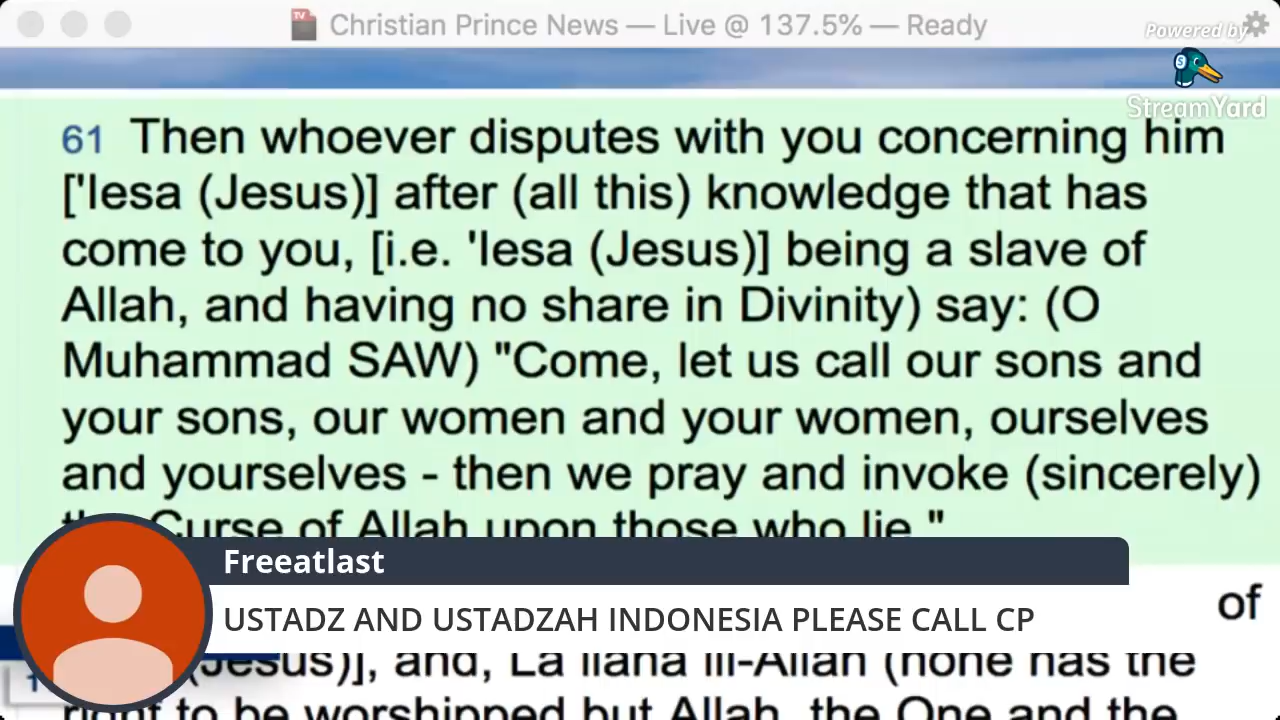 Christian Prince News — Live @ 137.5% — Ready
Powered by
StreamYard
61 Then whoever disputes with you concerning him
['Iesa (Jesus)] after (all this) knowledge that has
come to you, [i.e. 'Iesa (Jesus)] being a slave of
Allah, and having no share in Divinity) say: (O
Muhammad SAW) "Come, let us call our sons and
your sons, our women and your women, ourselves
and yourselves - then we pray and invoke (sincerely)
the Curse of Allah upon those who lie."
Freeatlast
USTADZ AND USTADZAH INDONESIA PLEASE CALL CP
of
(Jesus)], and, La ilaha ill-Allah (none has the
right to be worshipped but Allah, the One and the